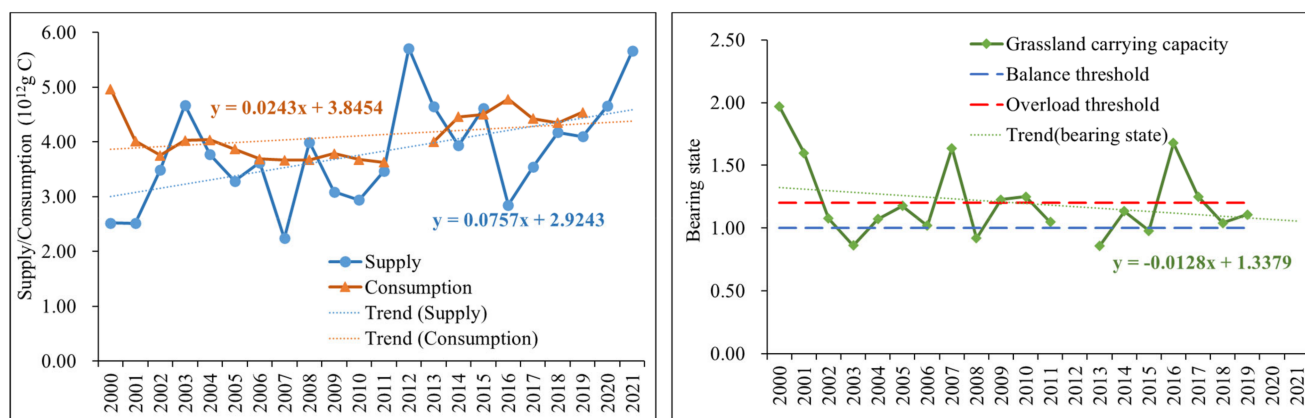 6.00
5.00
4.00
3.00
2.00
1.00
0.00
Supply/Consumption (10¹²g C)
y = 0.0243x + 3.8454
y = 0.0757x + 2.9243
Supply
Consumption
Trend (Supply)
Trend (Consumption)
2000 2001 2002 2003 2004 2005 2006 2007 2008 2009 2010 2011 2012 2013 2014 2015 2016 2017 2018 2019 2020 2021
2.50
2.00
1.50
1.00
0.50
0.00
Bearing state
Grassland carrying capacity
Balance threshold
Overload threshold
Trend(bearing state)
y = -0.0128x + 1.3379
2000 2001 2002 2003 2004 2005 2006 2007 2008 2009 2010 2011 2012 2013 2014 2015 2016 2017 2018 2019 2020 2021